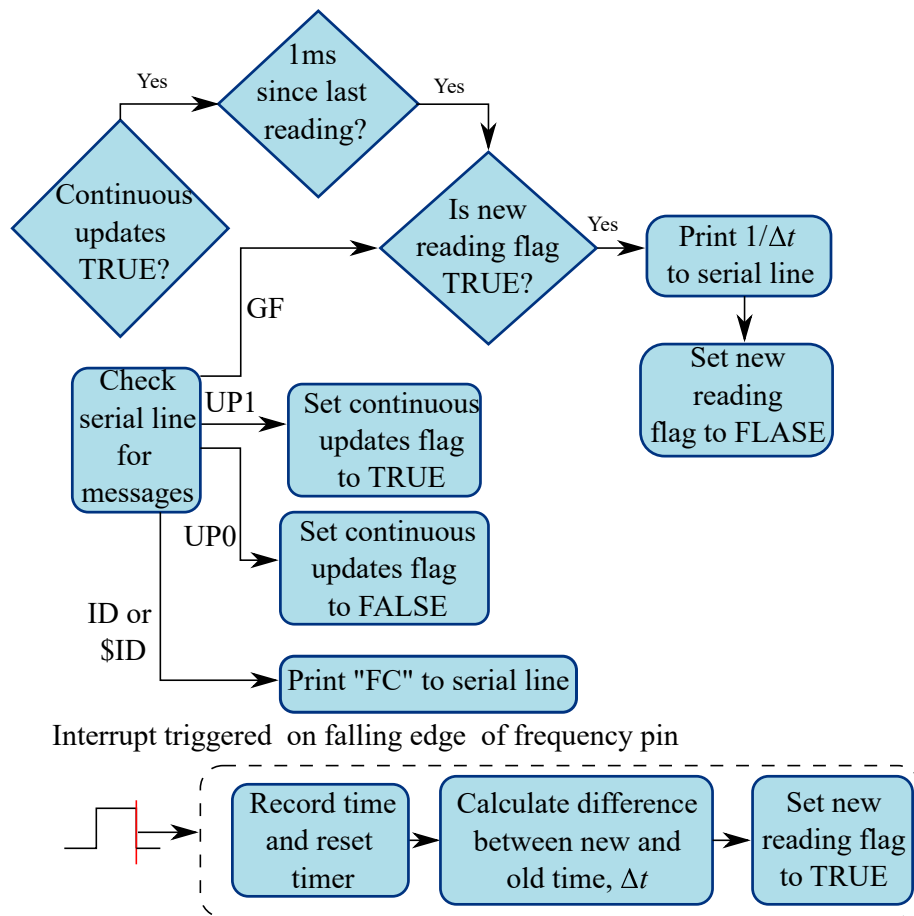 1ms
since last
reading?
Yes
Yes
Continuous
updates
TRUE?
Is new
reading flag
TRUE?
Yes
Print 1/Δt
to serial line
GF
Set new
reading
flag to FLASE
Check
serial line
for
messages
UP1
Set continuous
updates flag
to TRUE
UP0
Set continuous
updates flag
to FALSE
ID or
$ID
Print "FC" to serial line
Interrupt triggered on falling edge of frequency pin
Record time
and reset
timer
Calculate difference
between new and
old time, Δt
Set new
reading flag
to TRUE